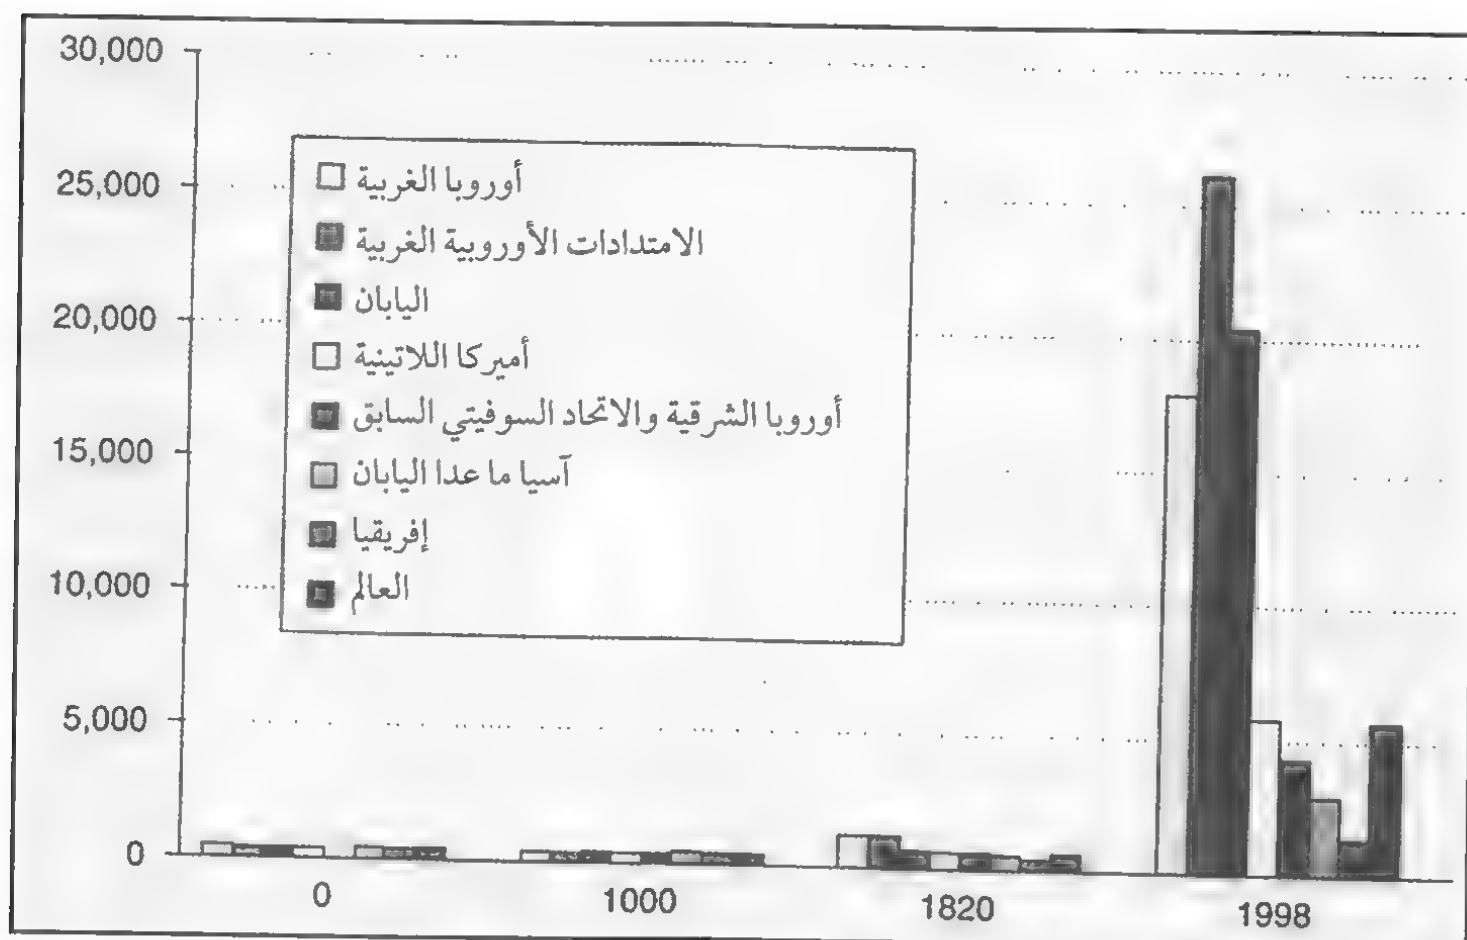 30,000
25,000
20,000
15,000
10,000
5,000
0
أوروبا الغربية
الامتدادات الأوروبية الغربية
اليابان
أميركا اللاتينية
أوروبا الشرقية والاتحاد السوفيتي السابق
آسيا ما عدا اليابان
إفريقيا
العالم
0
1000
1820
1998